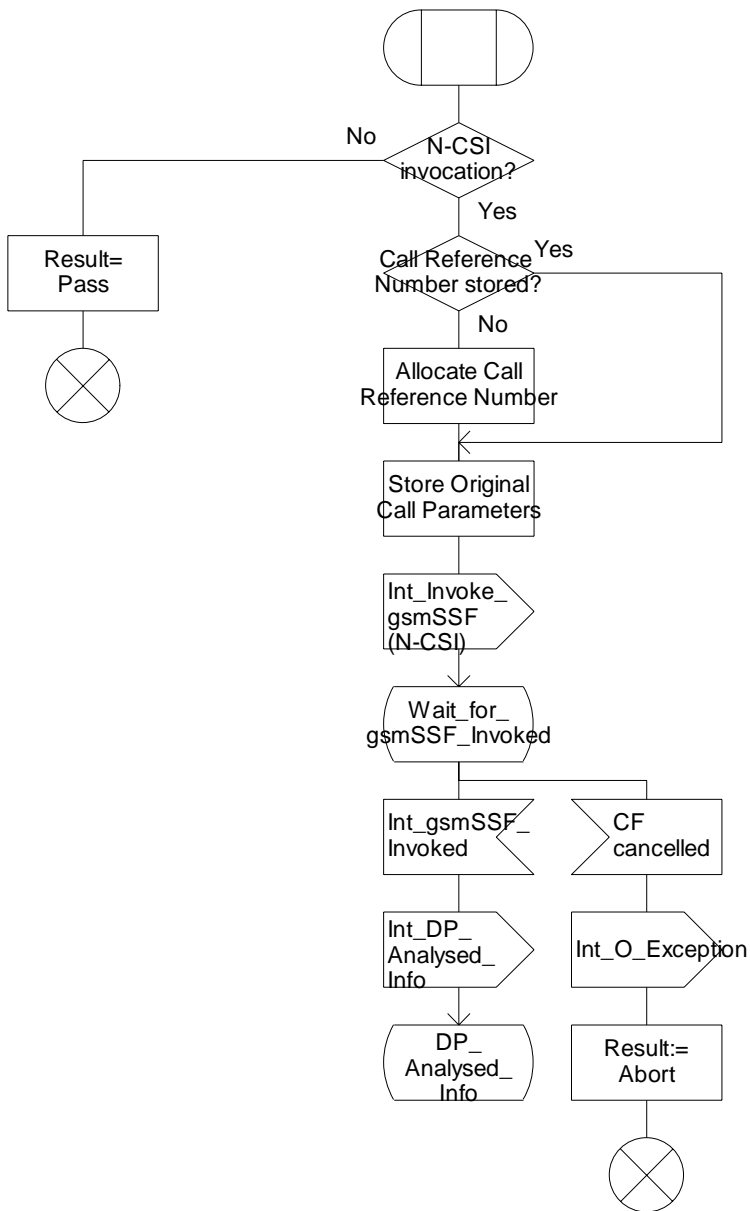 No
N-CSI
invocation?
Yes
Result=
Pass
Call Reference
Number stored?
Yes
No
Allocate Call
Reference Number
Store Original
Call Parameters
Int_Invoke_
gsmSSF
(N-CSI)
Wait_for_
gsmSSF_Invoked
Int_gsmSSF_
Invoked
CF
cancelled
Int_DP_
Analysed_
Info
Int_O_Exception
DP_
Analysed_
Info
Result:=
Abort